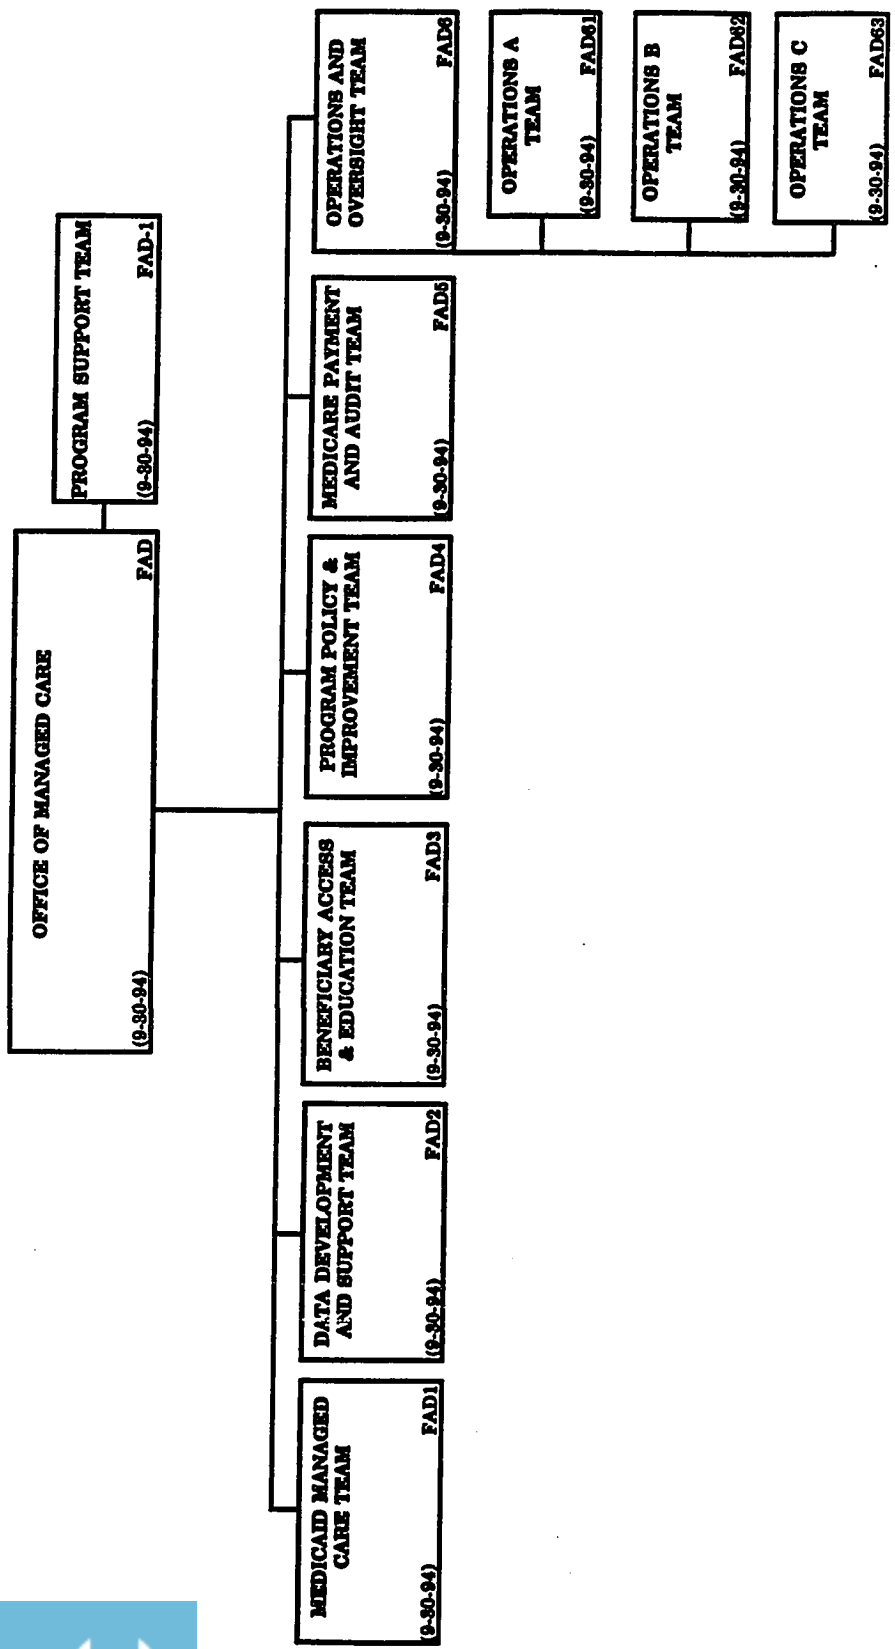 OFFICE OF MANAGED CARE
(9-30-94) FAD
PROGRAM SUPPORT TEAM
(9-30-94) FAD-1
MEDICAID MANAGED
CARE TEAM
(9-30-94) FAD1
DATA DEVELOPMENT
AND SUPPORT TEAM
(9-30-94) FAD2
BENEFICIARY ACCESS
& EDUCATION TEAM
(9-30-94) FAD3
PROGRAM POLICY &
IMPROVEMENT TEAM
(9-30-94) FAD4
MEDICARE PAYMENT
AND AUDIT TEAM
(9-30-94) FAD5
OPERATIONS AND
OVERSIGHT TEAM
(9-30-94) FAD6
OPERATIONS A
TEAM
(9-30-94) FAD61
OPERATIONS B
TEAM
(9-30-94) FAD62
OPERATIONS C
TEAM
(9-30-94) FAD63